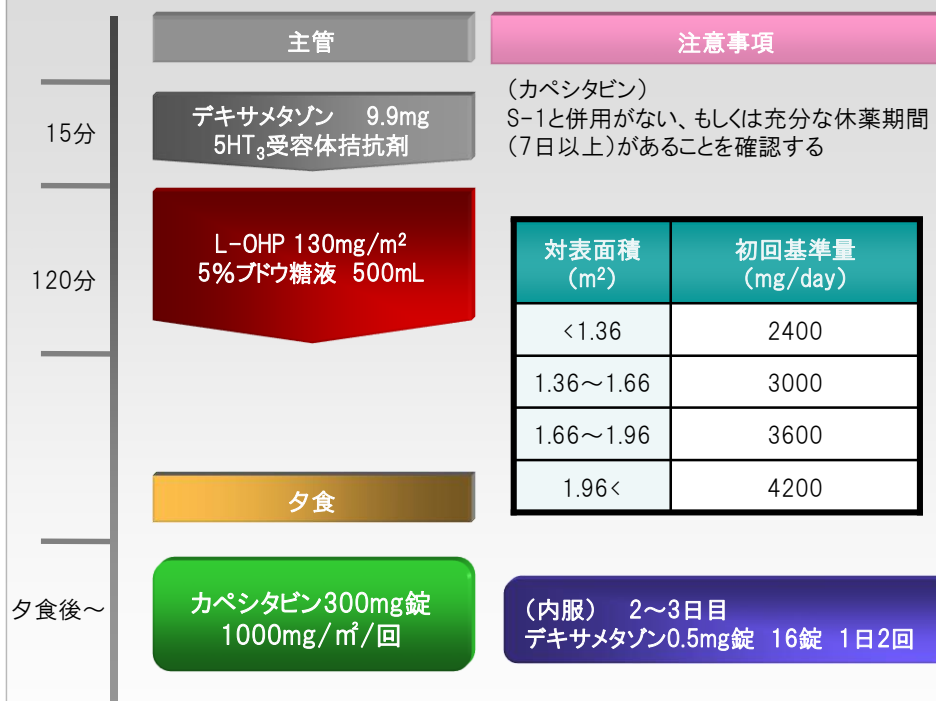 主管
注意事項
15分
デキサメタゾン 9.9mg
5HT₃受容体拮抗剤
(カペシタビン)
S-1と併用がない、もしくは充分な休薬期間
(7日以上)があることを確認する
120分
L-OHP 130mg/m²
5%ブドウ糖液 500mL
対表面積
(m²)
初回基準量
(mg/day)
<1.36 2400
1.36～1.66 3000
1.66～1.96 3600
1.96< 4200
夕食
夕食後～
カペシタビン300mg錠
1000mg/㎡/回
(内服) 2～3日目
デキサメタゾン0.5mg錠 16錠 1日2回